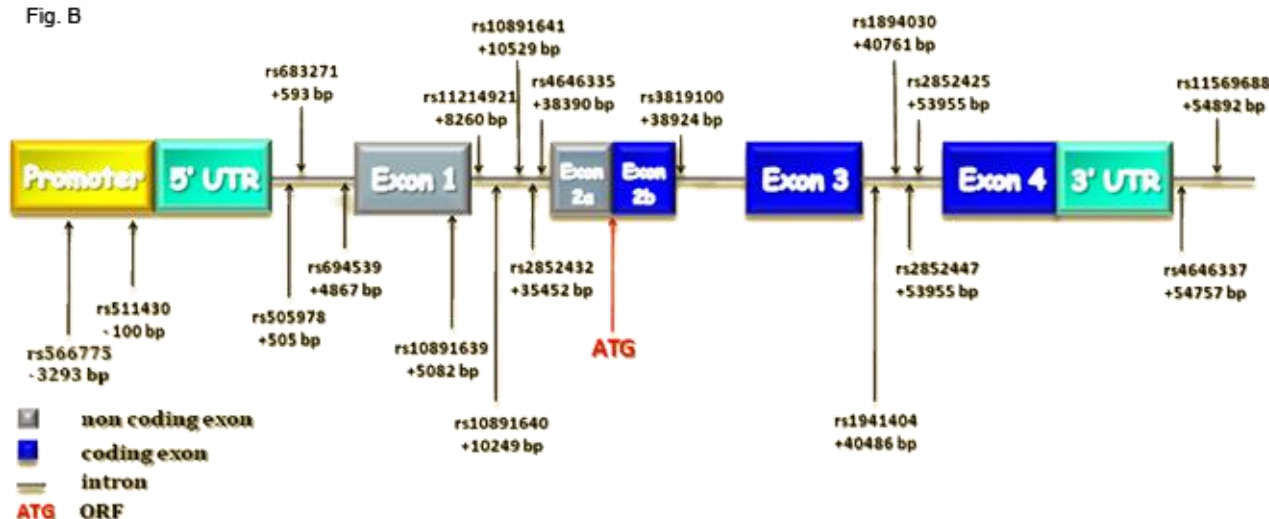 Fig. B
rs10891641
+10529 bp
rs1894030
+40761 bp
rs683271
+593 bp
rs11214921
+8260 bp
rs4646335
+38390 bp
rs3819100
+38924 bp
rs2852425
+53955 bp
rs11569688
+54892 bp
Promoter
5' UTR
Exon 1
Exon
2a
Exon
2b
Exon 3
Exon 4
3' UTR
rs566775
-3293 bp
rs511430
-100 bp
rs505978
+505 bp
rs694539
+4867 bp
rs10891639
+5082 bp
rs10891640
+10249 bp
rs2852432
+35452 bp
ATG
rs1941404
+40486 bp
rs2852447
+53955 bp
rs4646337
+54757 bp
non coding exon
coding exon
intron
ATG ORF